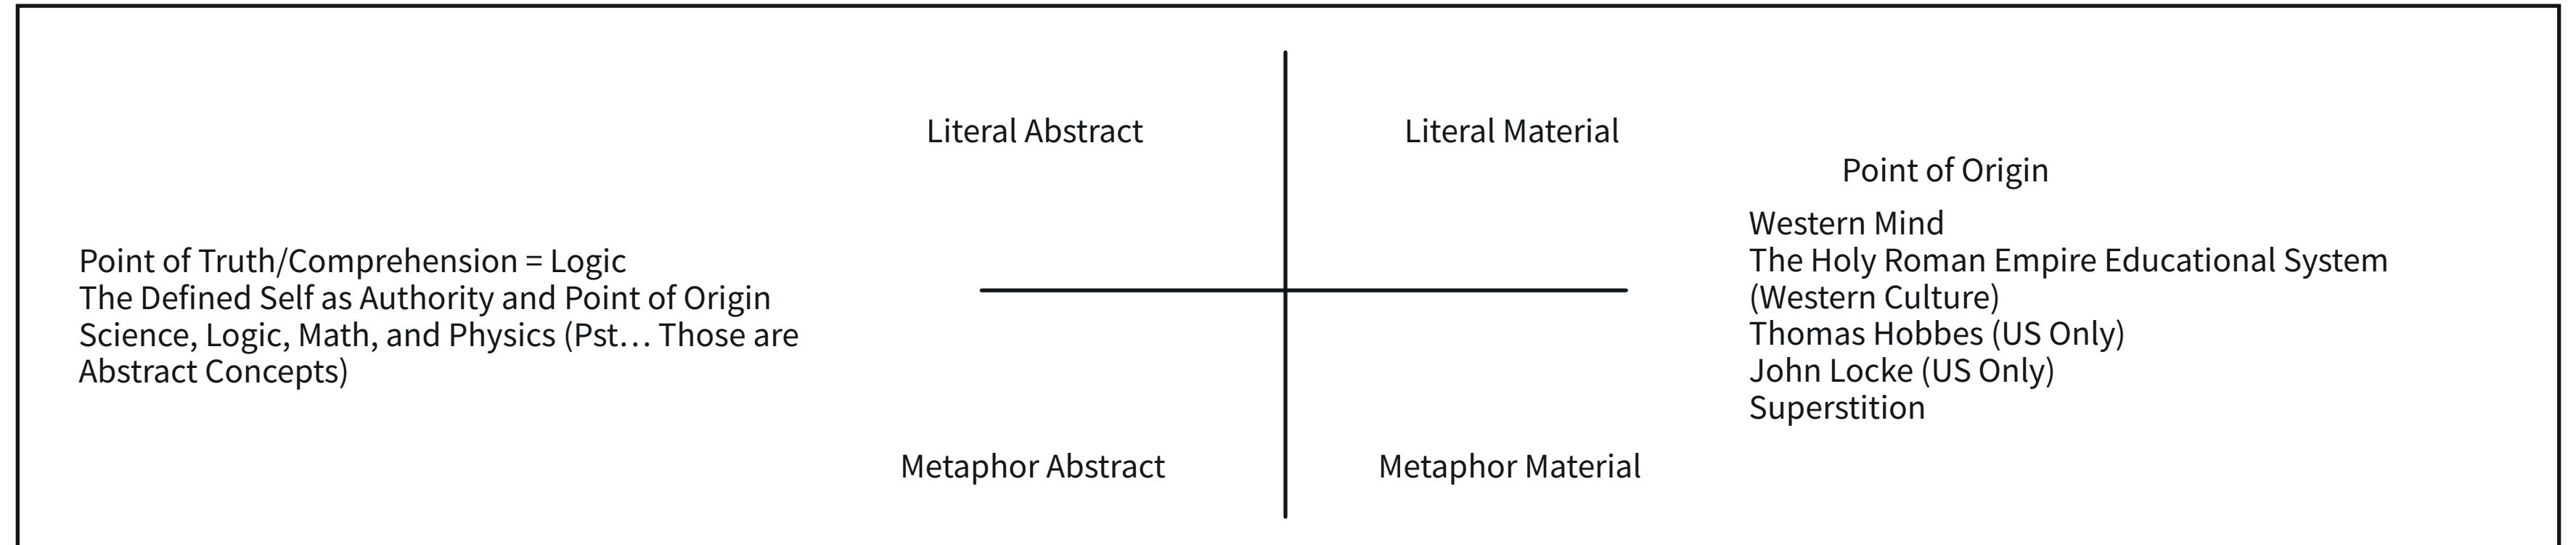 Literal Abstract
Literal Material
Point of Origin
Western Mind
The Holy Roman Empire Educational System
(Western Culture)
Thomas Hobbes (US Only)
John Locke (US Only)
Superstition
Point of Truth/Comprehension = Logic
The Defined Self as Authority and Point of Origin
Science, Logic, Math, and Physics (Pst... Those are
Abstract Concepts)
Metaphor Abstract
Metaphor Material